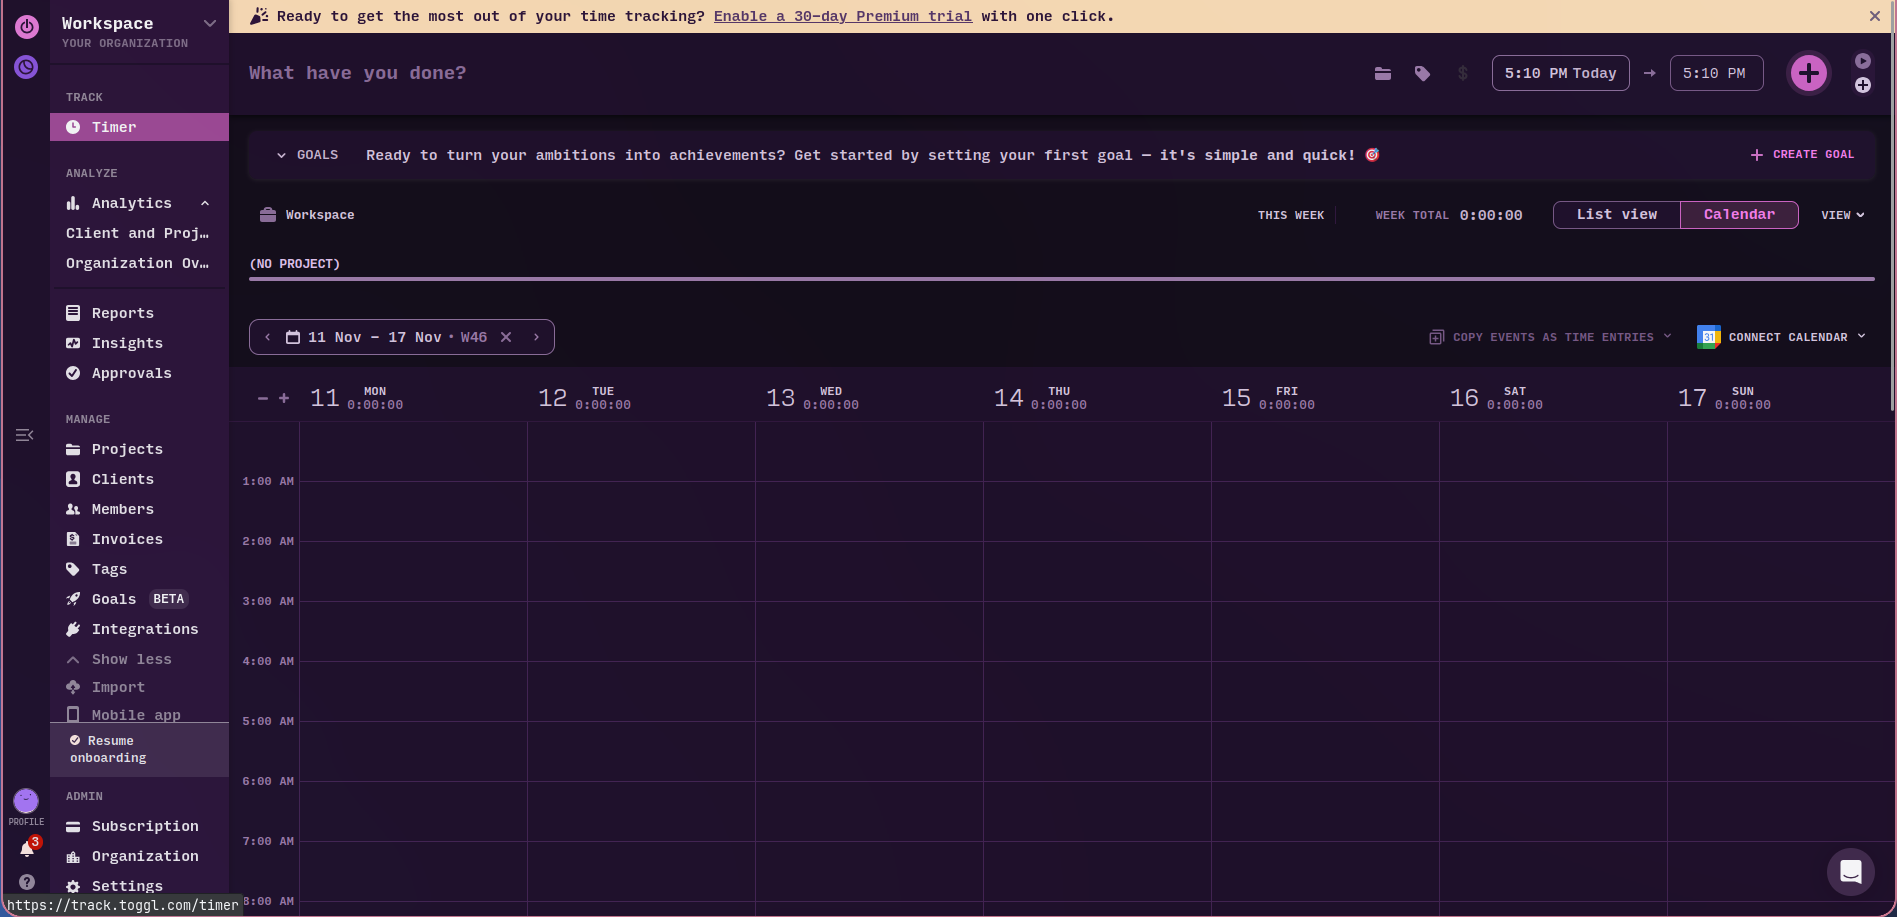 Ready to get the most out of your time tracking? Enable a 30-day Premium trial with one click.
Workspace
YOUR ORGANIZATION
What have you done?
$
5:10 PM Today
5:10 PM
TRACK
Timer
ANALYZE
Analytics
Client and Proj…
Organization Ov…
Reports
Insights
Approvals
MANAGE
Projects
Clients
Members
Invoices
Tags
Goals BETA
Integrations
Show less
Import
Mobile app
Resume
onboarding
ADMIN
Subscription
Organization
Settings
PROFILE
3
?
https://track.toggl.com/timer
GOALS Ready to turn your ambitions into achievements? Get started by setting your first goal — it's simple and quick!
+ CREATE GOAL
Workspace
THIS WEEK
WEEK TOTAL 0:00:00
List view
Calendar
VIEW
(NO PROJECT)
11 Nov – 17 Nov • W46
COPY EVENTS AS TIME ENTRIES
31
CONNECT CALENDAR
11 MON 0:00:00
12 TUE 0:00:00
13 WED 0:00:00
14 THU 0:00:00
15 FRI 0:00:00
16 SAT 0:00:00
17 SUN 0:00:00
1:00 AM
2:00 AM
3:00 AM
4:00 AM
5:00 AM
6:00 AM
7:00 AM
8:00 AM